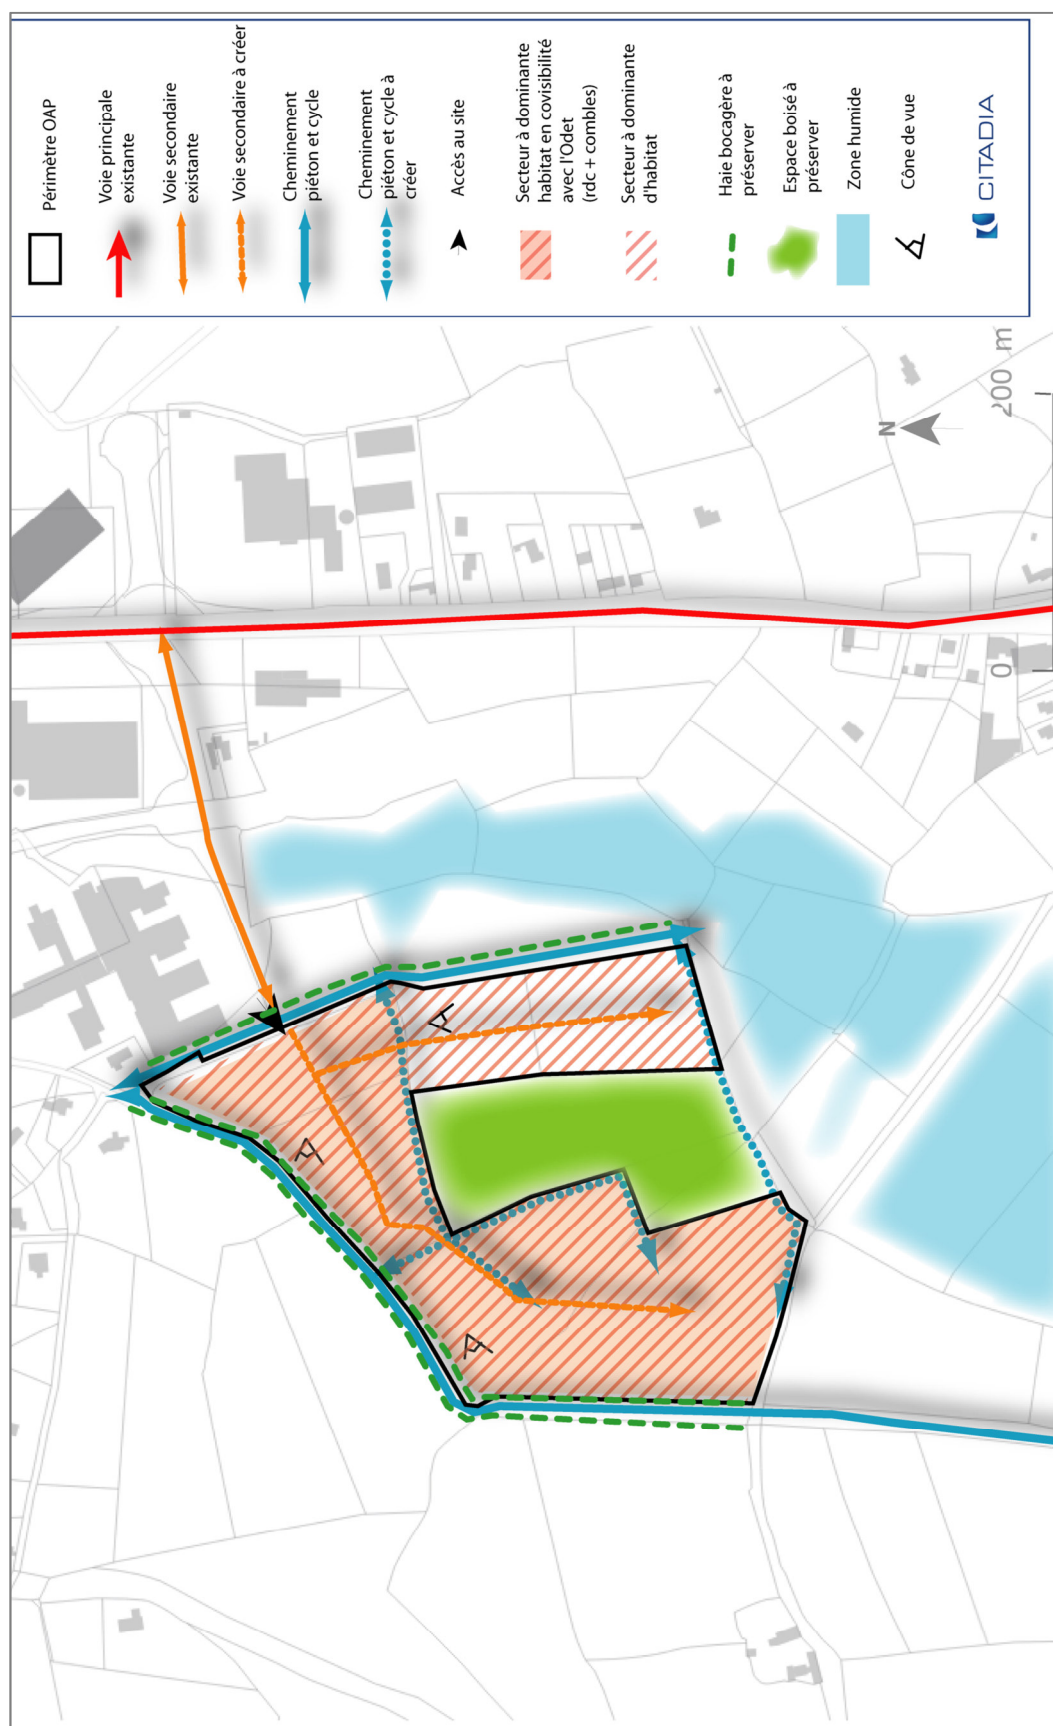 Périmètre OAP
Voie principale
existante
Voie secondaire
existante
Voie secondaire à créer
Cheminement
piéton et cycle
Cheminement
piéton et cycle à
créer
Accès au site
Secteur à dominante
habitat en covisibilité
avec l'Odet
(rdc + combles)
Secteur à dominante
d'habitat
Haie bocagère à
préserver
Espace boisé à
préserver
Zone humide
Cône de vue
CITADIA
N
0
200 m